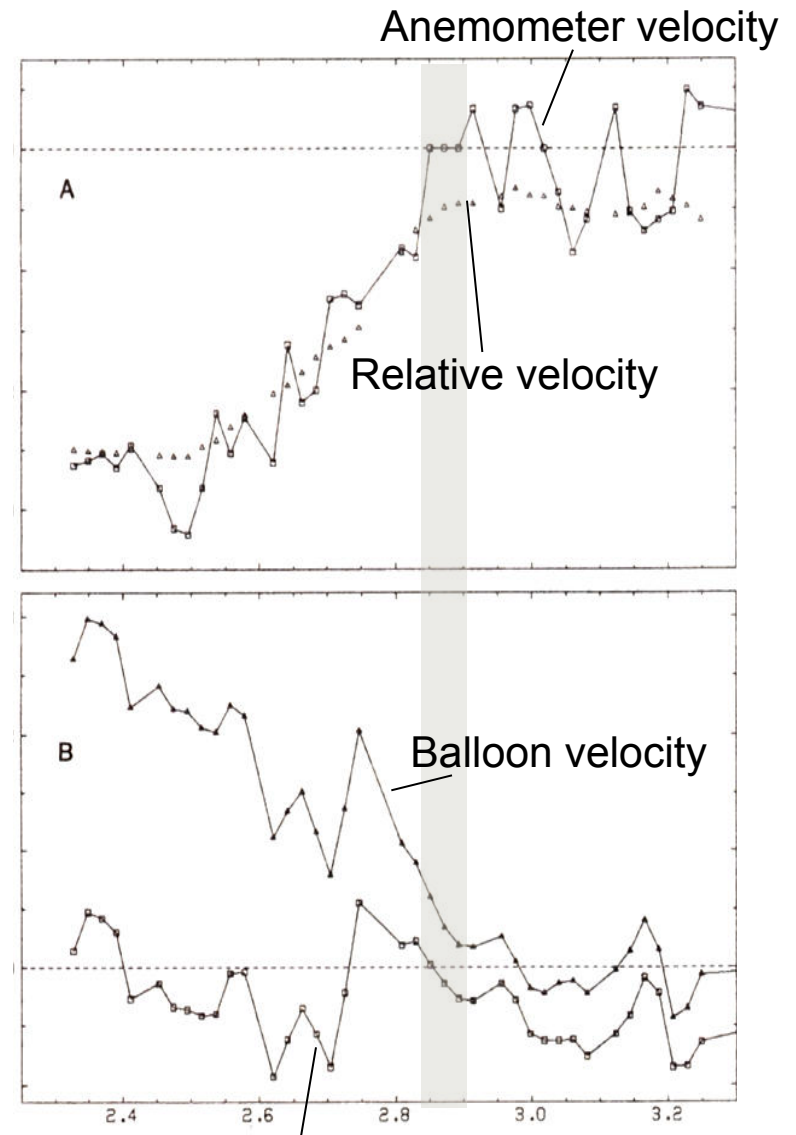 Anemometer velocity
A
Relative velocity
B
Balloon velocity
2.4 2.6 2.8 3.0 3.2